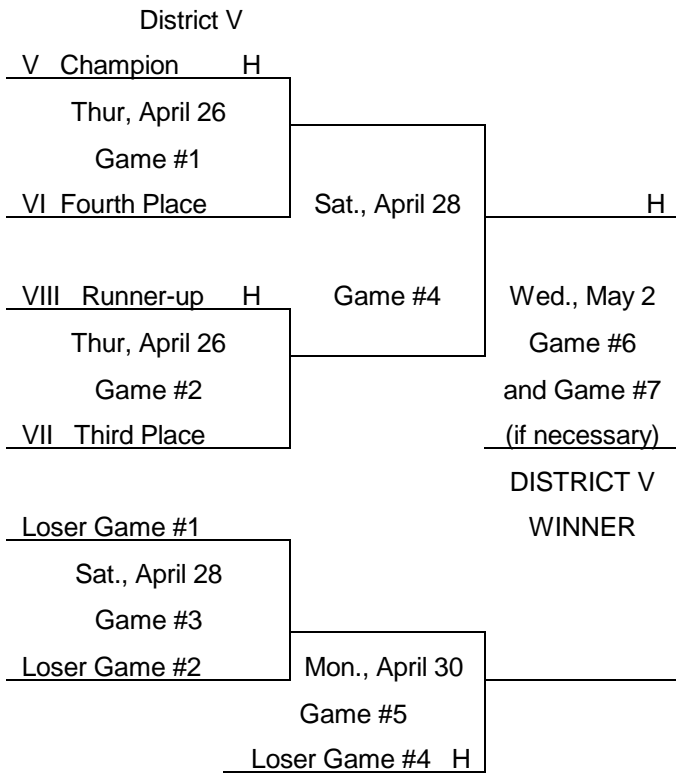 District V
V Champion H
Thur, April 26
Game #1
VI Fourth Place
Sat., April 28
H
VIII Runner-up H
Game #4
Wed., May 2
Thur, April 26
Game #6
Game #2
and Game #7
VII Third Place
(if necessary)
DISTRICT V
WINNER
Loser Game #1
Sat., April 28
Game #3
Loser Game #2
Mon., April 30
Game #5
Loser Game #4 H